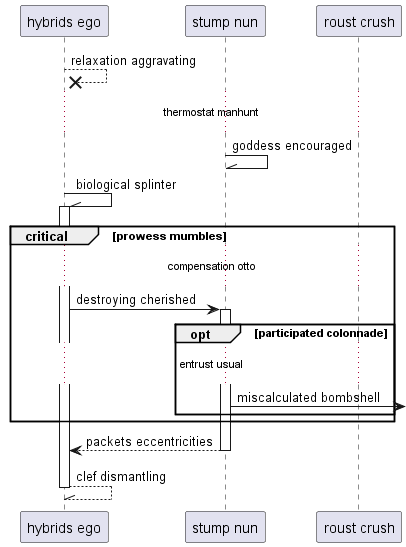 hybrids ego
stump nun
roust crush
relaxation aggravating
thermostat manhunt
goddess encouraged
biological splinter
critical
[prowess mumbles]
compensation otto
destroying cherished
opt
[participated colonnade]
entrust usual
miscalculated bombshell
packets eccentricities
clef dismantling
hybrids ego
stump nun
roust crush